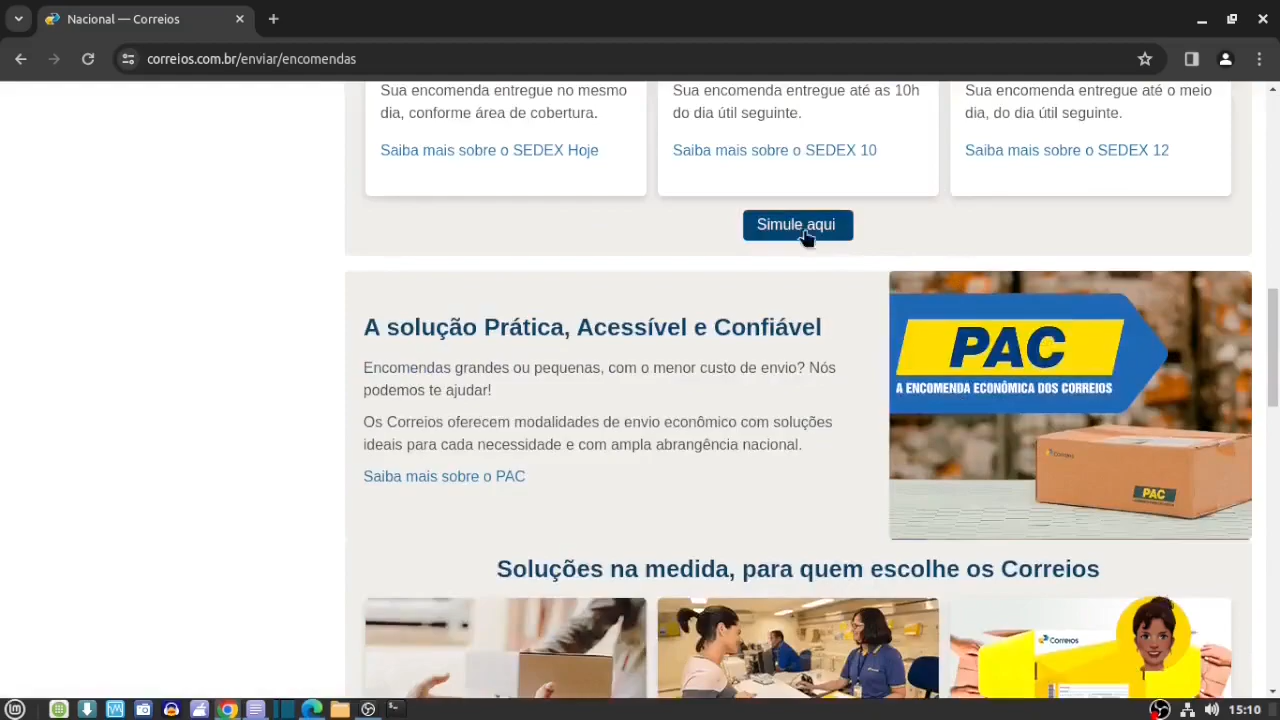 Nacional — Correios
correios.com.br/enviar/encomendas
Sua encomenda entregue no mesmo
dia, conforme área de cobertura.
Saiba mais sobre o SEDEX Hoje
Sua encomenda entregue até as 10h
do dia útil seguinte.
Saiba mais sobre o SEDEX 10
Sua encomenda entregue até o meio
dia, do dia útil seguinte.
Saiba mais sobre o SEDEX 12
Simule aqui
A solução Prática, Acessível e Confiável
Encomendas grandes ou pequenas, com o menor custo de envio? Nós
podemos te ajudar!
Os Correios oferecem modalidades de envio econômico com soluções
ideais para cada necessidade e com ampla abrangência nacional.
Saiba mais sobre o PAC
PAC
A ENCOMENDA ECONÔMICA DOS CORREIOS
Correios
PAC
Soluções na medida, para quem escolhe os Correios
Correios
15:10